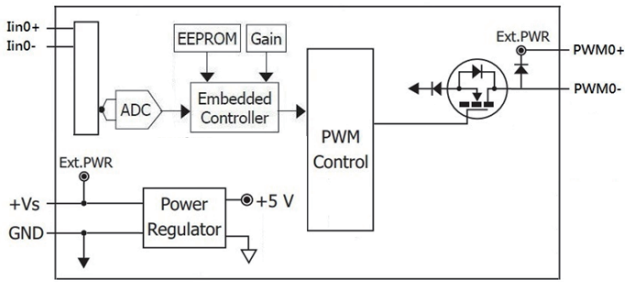 Iin0+
Iin0-
EEPROM
Gain
Ext.PWR
PWM0+
PWM0-
ADC
Embedded
Controller
PWM
Control
Ext.PWR
+Vs
GND
Power
Regulator
+5 V